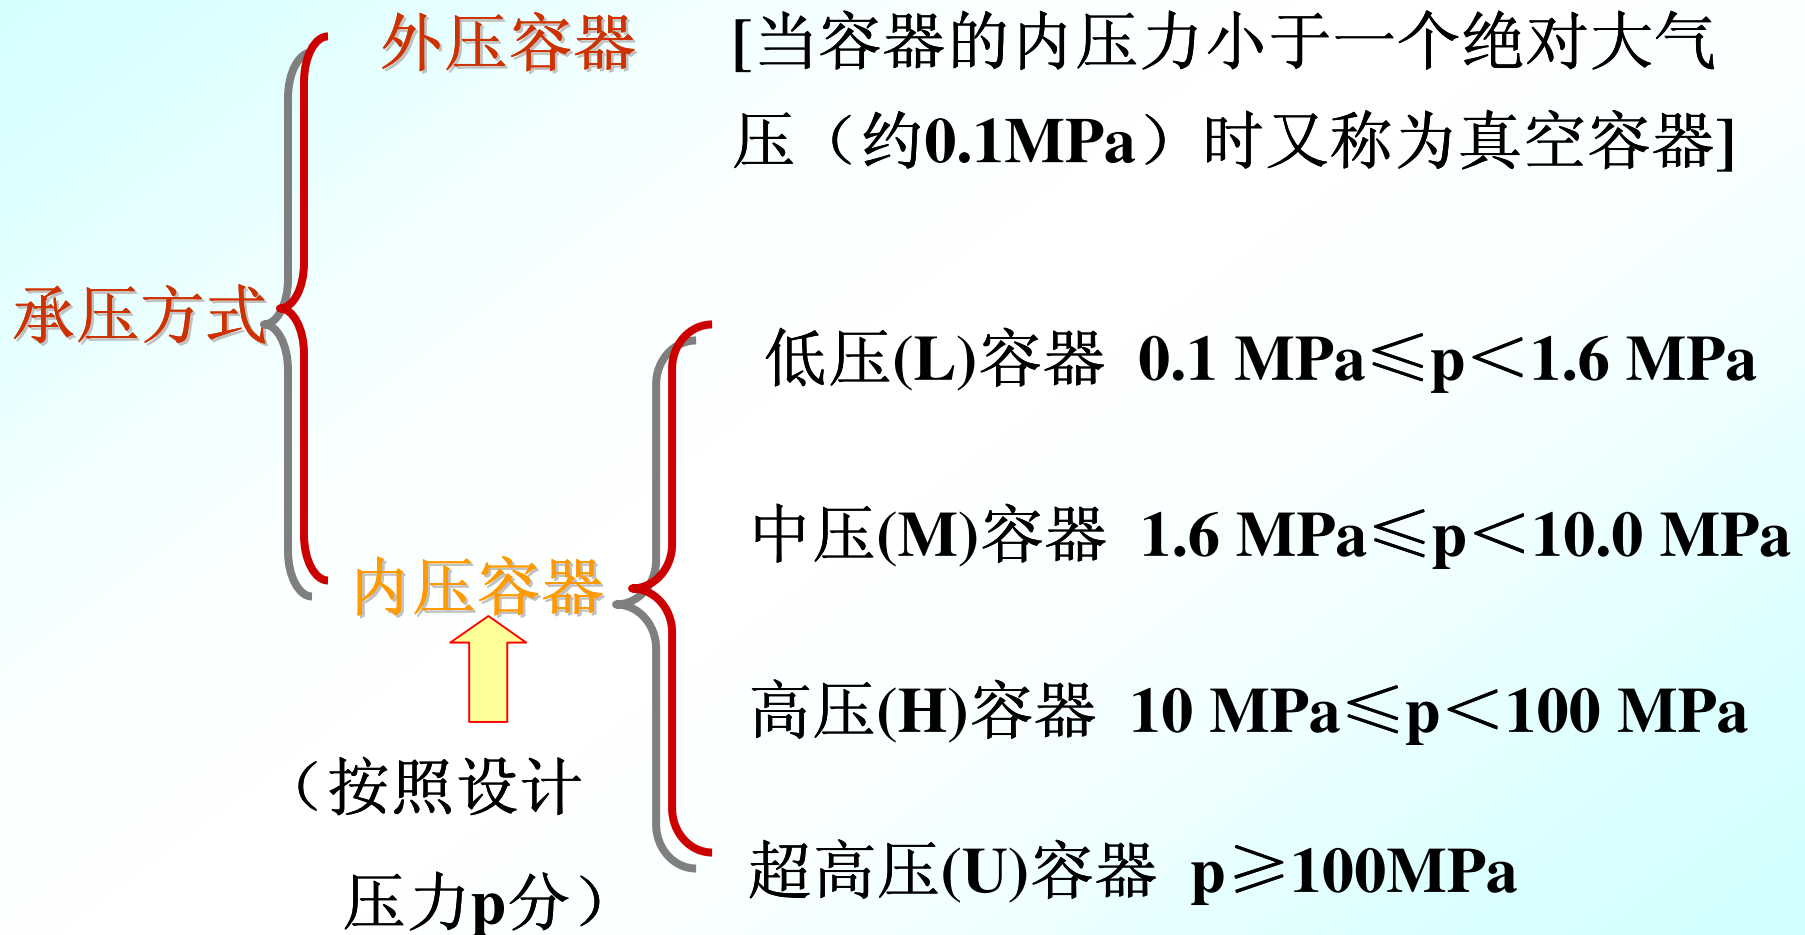 外压容器 [当容器的内压力小于一个绝对大气
压（约0.1MPa）时又称为真空容器]
承压方式
低压(L)容器 0.1 MPa≤p＜1.6 MPa
中压(M)容器 1.6 MPa≤p＜10.0 MPa
内压容器
高压(H)容器 10 MPa≤p＜100 MPa
（按照设计
压力p分）
超高压(U)容器 p≥100MPa